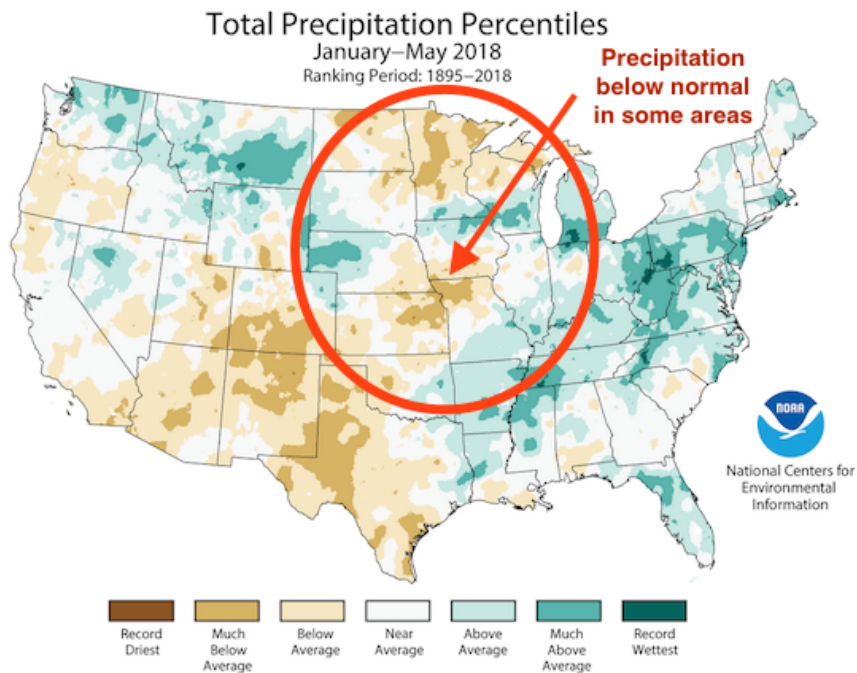 Total Precipitation Percentiles
January–May 2018
Ranking Period: 1895–2018
Precipitation
below normal
in some areas
NOAA
National Centers for
Environmental
Information
Record
Driest
Much
Below
Average
Below
Average
Near
Average
Above
Average
Much
Above
Average
Record
Wettest